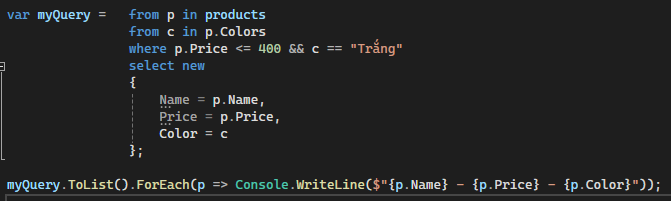 var myQuery =   from p in products
                from c in p.Colors
                where p.Price <= 400 && c == "Trắng"
                select new
                {
                    Name = p.Name,
                    Price = p.Price,
                    Color = c
                };
myQuery.ToList().ForEach(p => Console.WriteLine($"{p.Name} - {p.Price} - {p.Color}"));